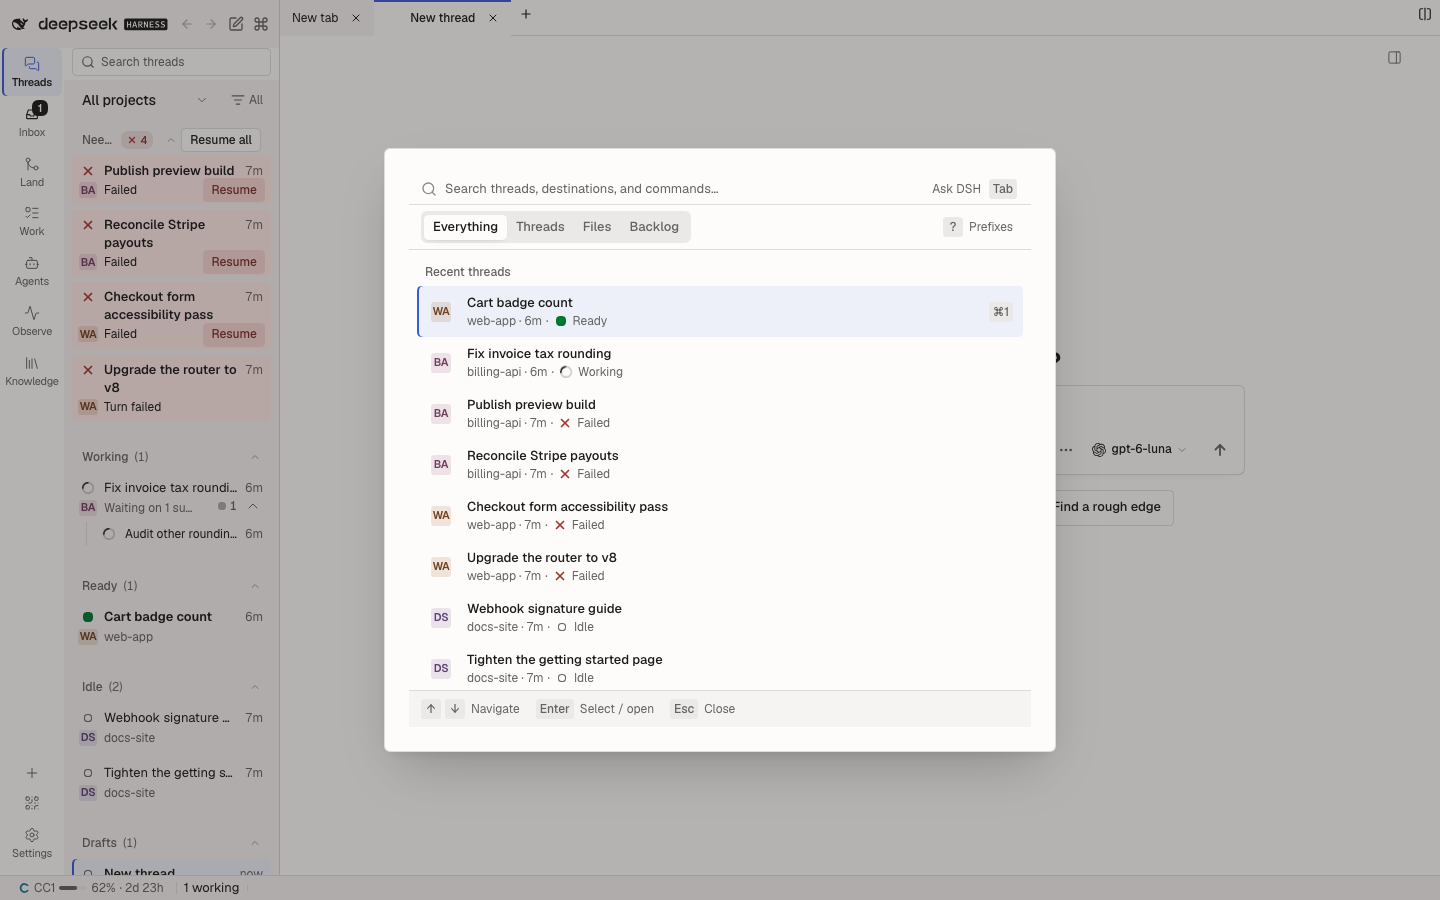 deepseek HARNESS
New tab
New thread
Search threads
Threads
1
Inbox
Land
Work
Agents
Observe
Knowledge
Settings
All projects
All
Nee...
4
Resume all
Publish preview build 7m
BA Failed Resume
Reconcile Stripe payouts 7m
BA Failed Resume
Checkout form accessibility pass 7m
WA Failed Resume
Upgrade the router to v8 7m
WA Turn failed
Working (1)
Fix invoice tax roundi... 6m
BA Waiting on 1 su... 1
Audit other roundin... 6m
Ready (1)
Cart badge count 6m
WA web-app
Idle (2)
Webhook signature ... 7m
DS docs-site
Tighten the getting s... 7m
DS docs-site
Drafts (1)
New thread now
CC1 62% · 2d 23h 1 working
Search threads, destinations, and commands...
Ask DSH Tab
Everything Threads Files Backlog
? Prefixes
Recent threads
WA Cart badge count
web-app · 6m · Ready
⌘1
BA Fix invoice tax rounding
billing-api · 6m · Working
BA Publish preview build
billing-api · 7m · Failed
BA Reconcile Stripe payouts
billing-api · 7m · Failed
WA Checkout form accessibility pass
web-app · 7m · Failed
WA Upgrade the router to v8
web-app · 7m · Failed
DS Webhook signature guide
docs-site · 7m · Idle
DS Tighten the getting started page
docs-site · 7m · Idle
↑ ↓ Navigate Enter Select / open Esc Close
gpt-6-luna
Find a rough edge